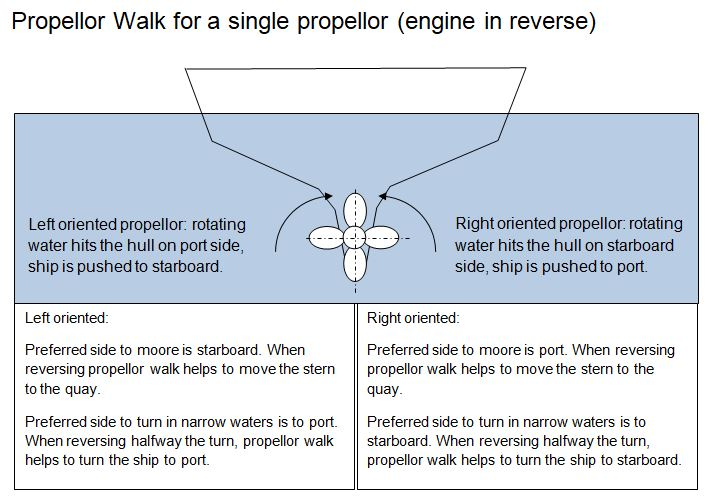 Propellor Walk for a single propellor (engine in reverse)
Left oriented propellor: rotating
water hits the hull on port side,
ship is pushed to starboard.
Right oriented propellor: rotating
water hits the hull on starboard
side, ship is pushed to port.
Left oriented:
Preferred side to moore is starboard. When
reversing propellor walk helps to move the stern
to the quay.
Preferred side to turn in narrow waters is to port.
When reversing halfway the turn, propellor walk
helps to turn the ship to port.
Right oriented:
Preferred side to moore is port. When reversing
propellor walk helps to move the stern to the
quay.
Preferred side to turn in narrow waters is to
starboard. When reversing halfway the turn,
propellor walk helps to turn the ship to starboard.